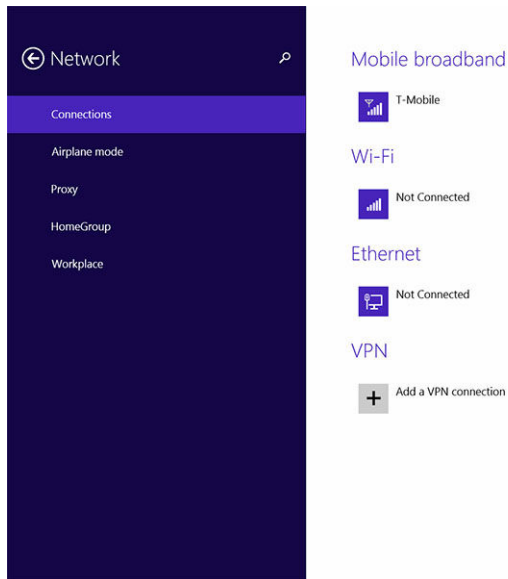 Network
Connections
Airplane mode
Proxy
HomeGroup
Workplace
Mobile broadband
T-Mobile
Wi-Fi
Not Connected
Ethernet
Not Connected
VPN
Add a VPN connection